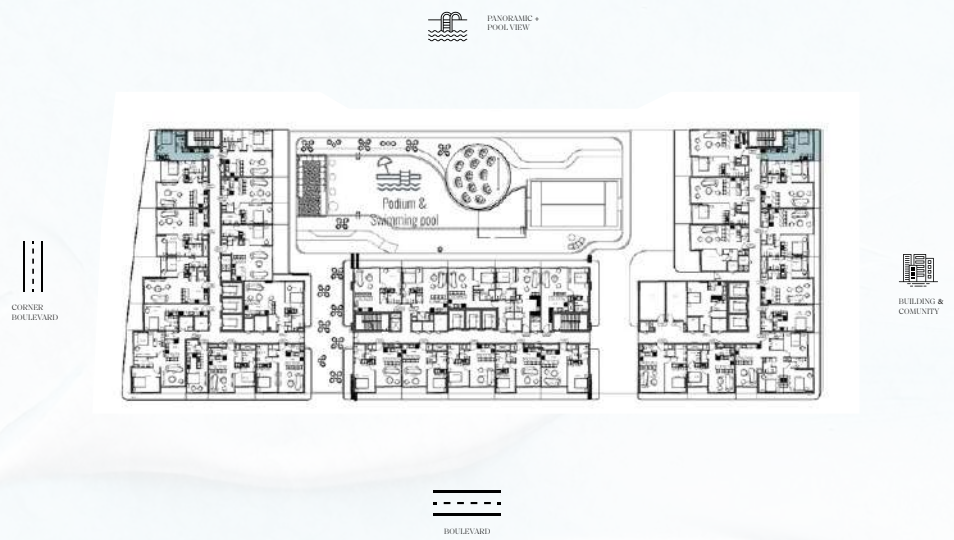 PANORAMIC +
POOL VIEW
Podium &
Swimming pool
CORNER
BOULEVARD
BUILDING &
COMUNITY
BOULEVARD